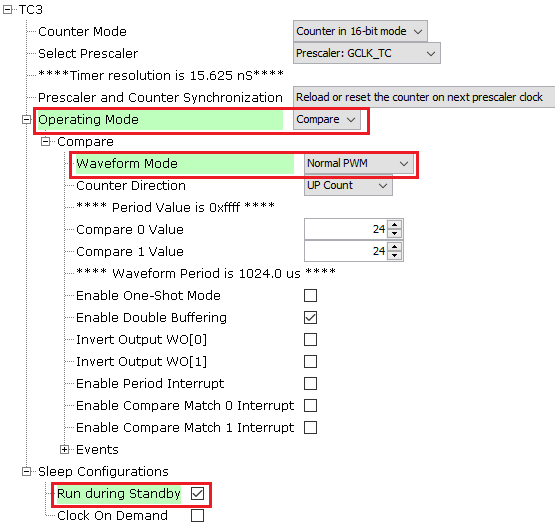 TC3
Counter Mode Counter in 16-bit mode
Select Prescaler Prescaler: GCLK_TC
****Timer resolution is 15.625 nS****
Prescaler and Counter Synchronization Reload or reset the counter on next prescaler clock
Operating Mode Compare
Compare
Waveform Mode Normal PWM
Counter Direction UP Count
**** Period Value is 0xffff ****
Compare 0 Value 24
Compare 1 Value 24
**** Waveform Period is 1024.0 us ****
Enable One-Shot Mode
Enable Double Buffering
Invert Output WO[0]
Invert Output WO[1]
Enable Period Interrupt
Enable Compare Match 0 Interrupt
Enable Compare Match 1 Interrupt
Events
Sleep Configurations
Run during Standby
Clock On Demand